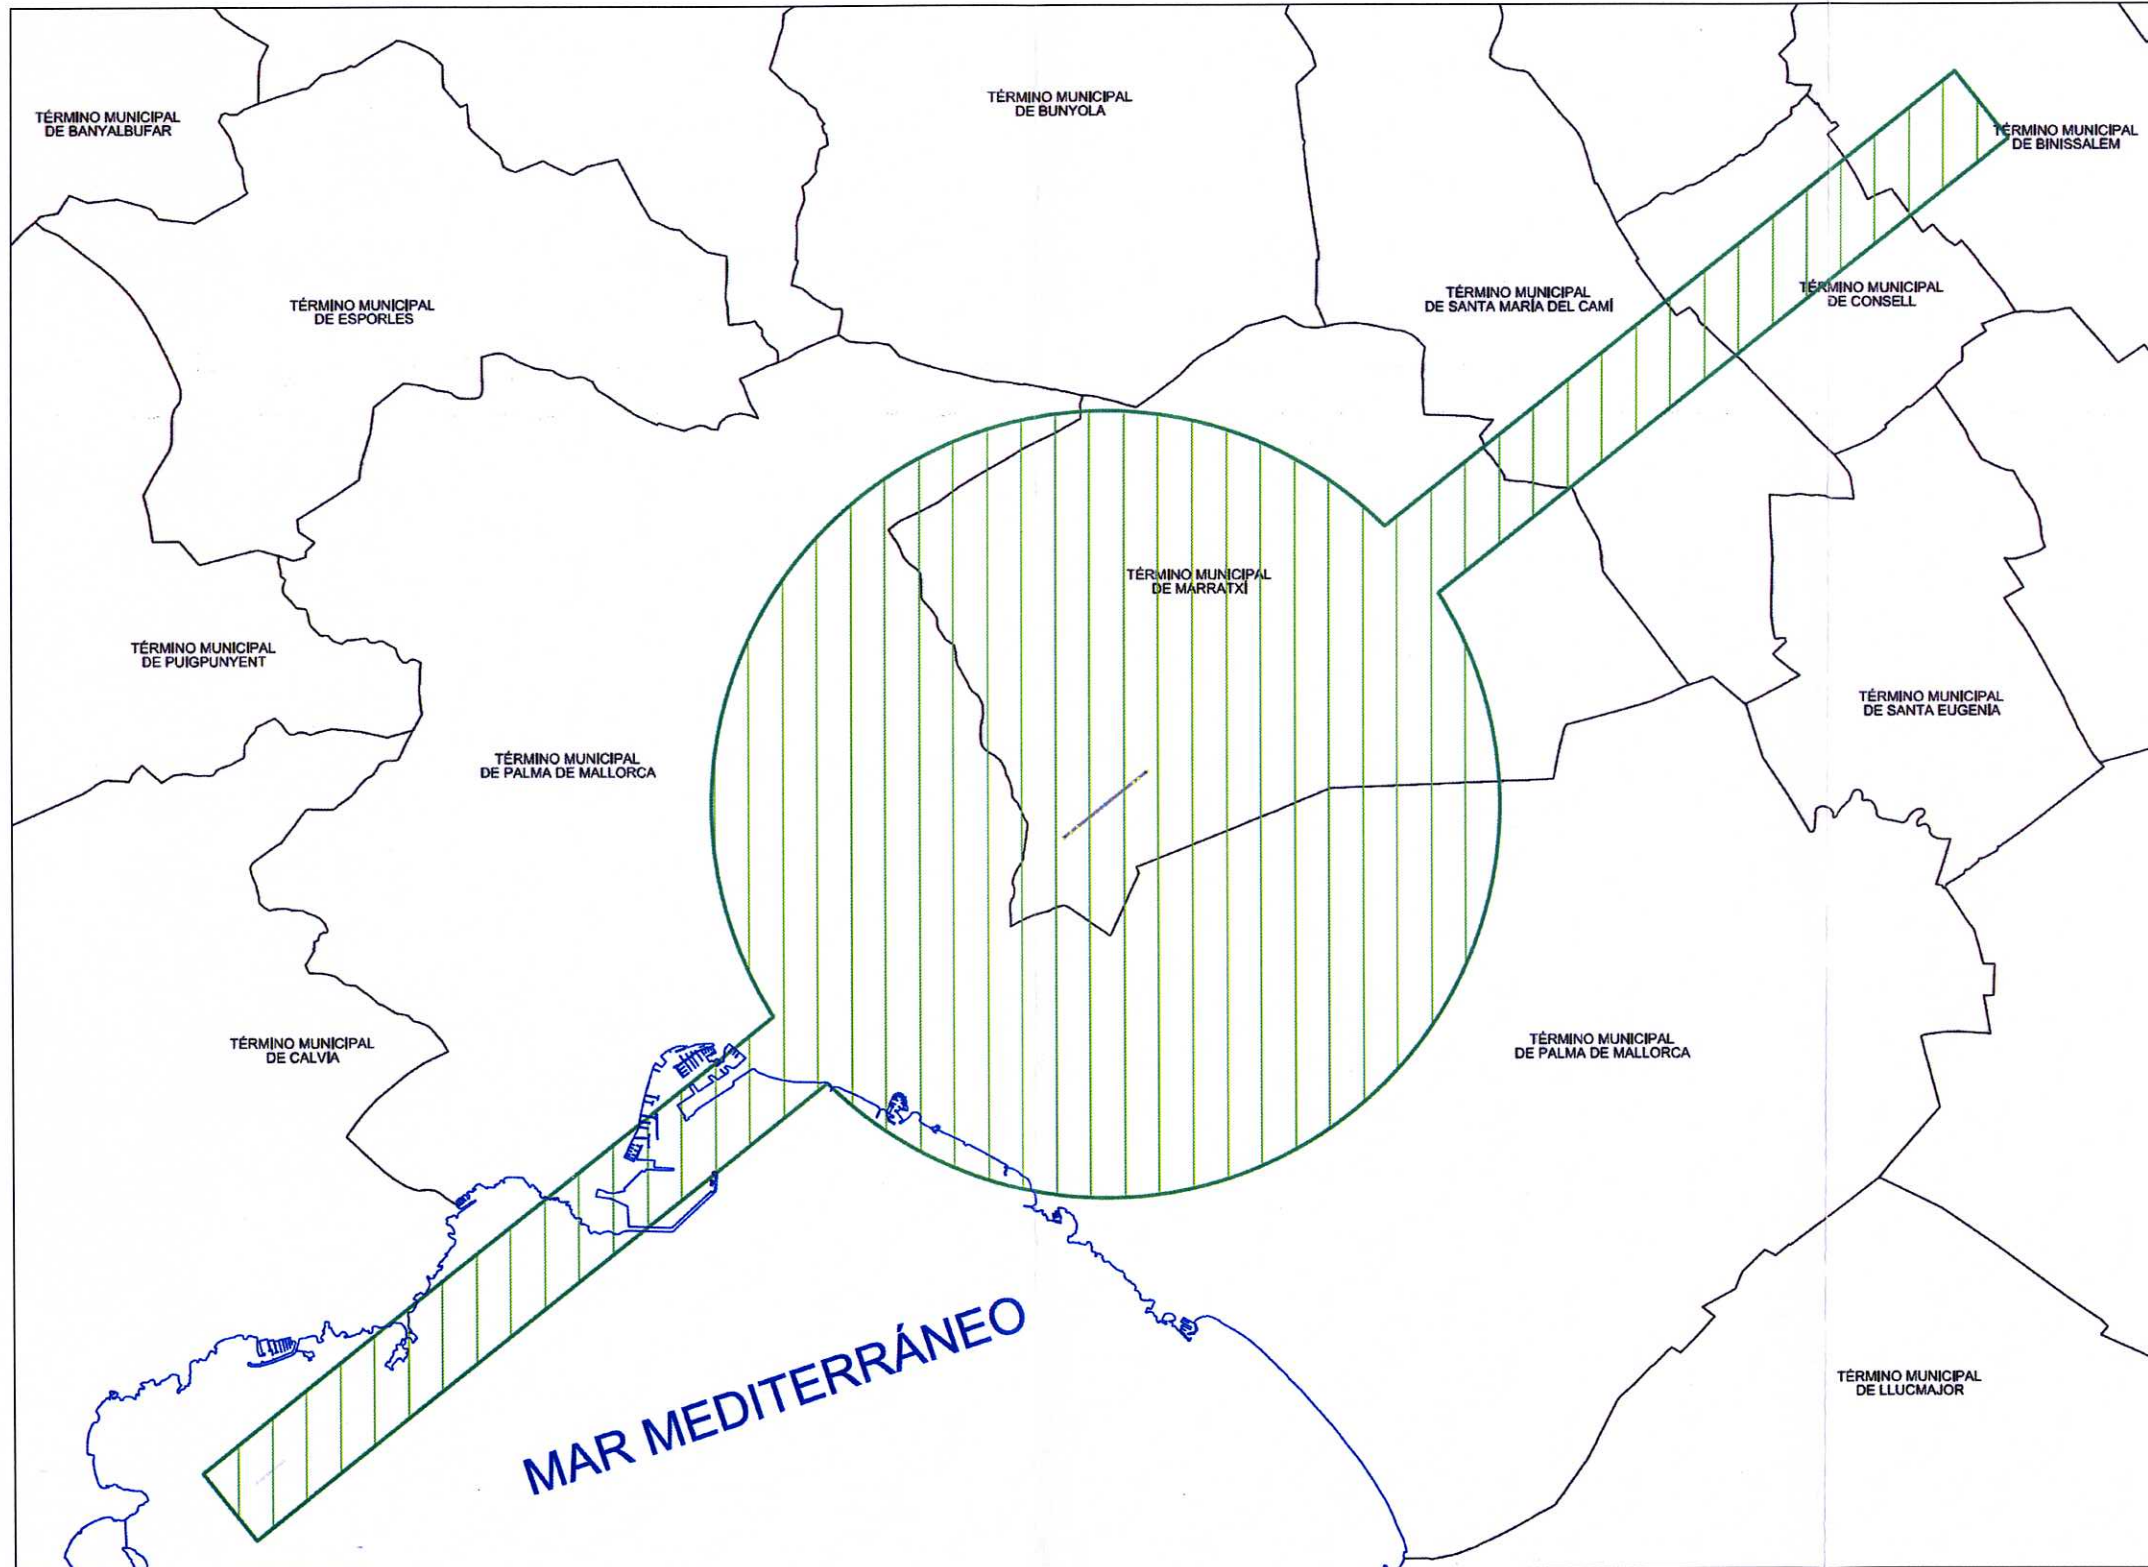 TÉRMINO MUNICIPAL
DE BANYALBUFAR
TÉRMINO MUNICIPAL
DE BUNYOLA
TÉRMINO MUNICIPAL
DE BINISSALEM
TÉRMINO MUNICIPAL
DE ESPORLES
TÉRMINO MUNICIPAL
DE SANTA MARÍA DEL CAMÍ
TÉRMINO MUNICIPAL
DE CONSELL
TÉRMINO MUNICIPAL
DE MARRATXÍ
TÉRMINO MUNICIPAL
DE PUIGPUNYENT
TÉRMINO MUNICIPAL
DE SANTA EUGENIA
TÉRMINO MUNICIPAL
DE PALMA DE MALLORCA
TÉRMINO MUNICIPAL
DE CALVIA
TÉRMINO MUNICIPAL
DE PALMA DE MALLORCA
MAR MEDITERRÁNEO
TÉRMINO MUNICIPAL
DE LLUCMAJOR